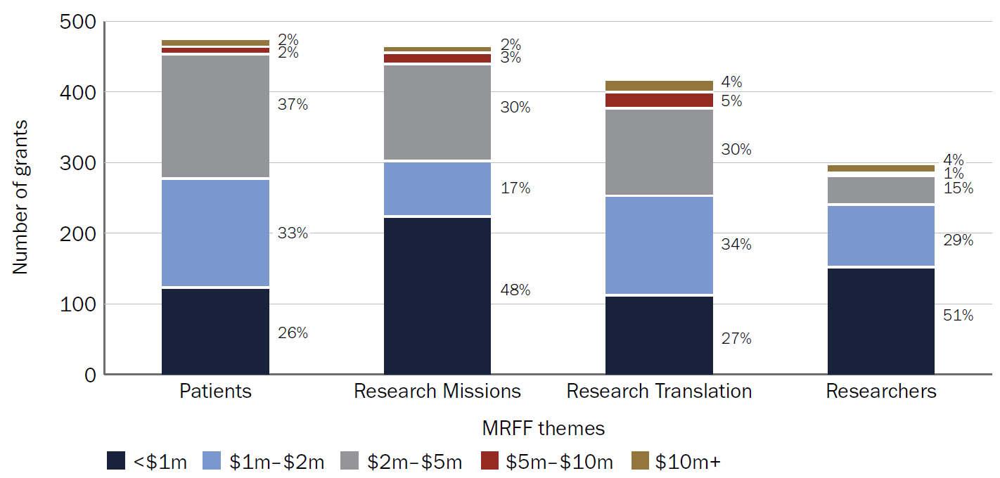 500
400
300
200
100
0
Number of grants
2%
2%
37%
33%
26%
2%
3%
30%
17%
48%
4%
5%
30%
34%
27%
4%
1%
15%
29%
51%
Patients
Research Missions
Research Translation
Researchers
MRFF themes
<$1m
$1m–$2m
$2m–$5m
$5m–$10m
$10m+